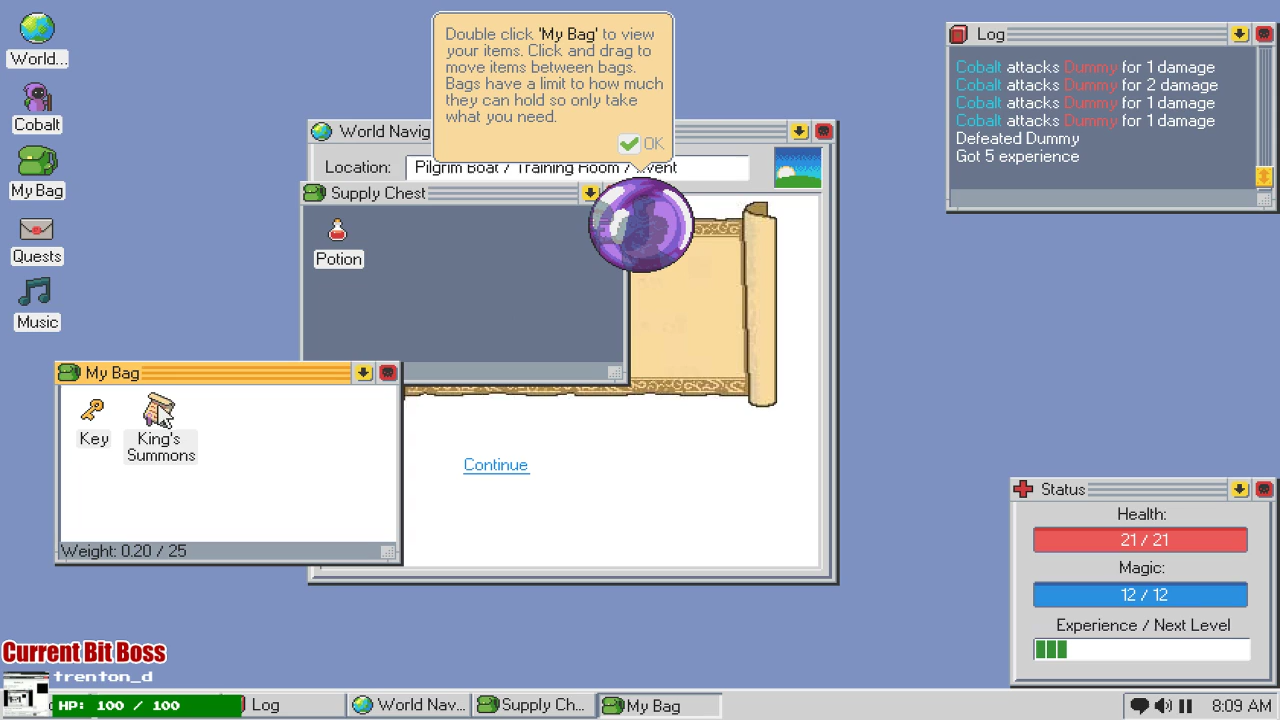 World...
Cobalt
My Bag
Quests
Music
Double click 'My Bag' to view
your items. Click and drag to
move items between bags.
Bags have a limit to how much
they can hold so only take
what you need.
OK
World Navig
Location:
Pilgrim Boat / Training Room / Event
Supply Chest
Potion
My Bag
Key
King's
Summons
Weight: 0.20 / 25
Continue
Log
Cobalt attacks Dummy for 1 damage
Cobalt attacks Dummy for 2 damage
Cobalt attacks Dummy for 1 damage
Cobalt attacks Dummy for 1 damage
Defeated Dummy
Got 5 experience
Status
Health:
21 / 21
Magic:
12 / 12
Experience / Next Level
Current Bit Boss
trenton_d
HP: 100 / 100
Log
World Nav...
Supply Ches...
My Bag
8:09 AM